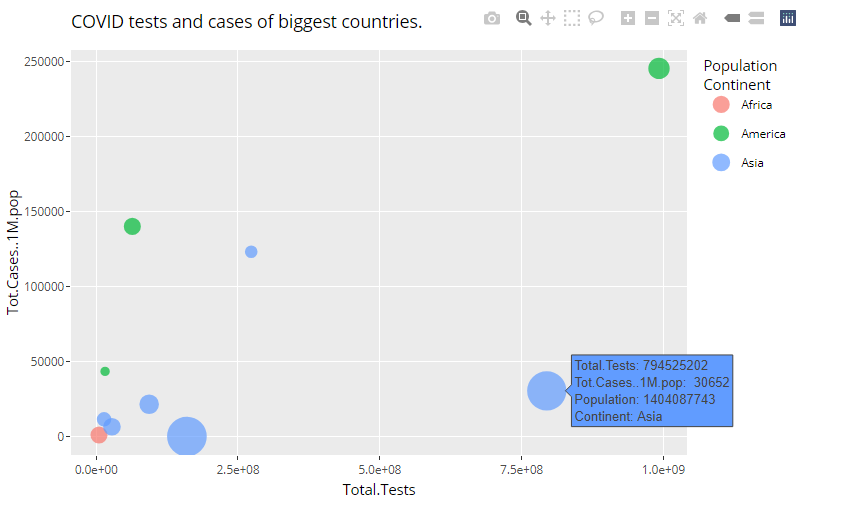 COVID tests and cases of biggest countries.
Population
Continent
Africa
America
Asia
Tot.Cases..1M.pop
250000
200000
150000
100000
50000
0
Total.Tests: 794525202
Tot.Cases..1M.pop: 30652
Population: 1404087743
Continent: Asia
0.0e+00 2.5e+08 5.0e+08 7.5e+08 1.0e+09
Total.Tests